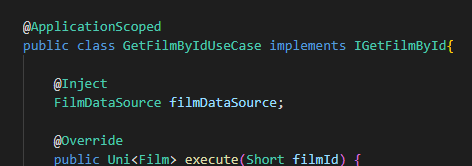 @ApplicationScoped
public class GetFilmByIdUseCase implements IGetFilmById{
@Inject
FilmDataSource filmDataSource;
@Override
public Uni<Film> execute(Short filmId) {